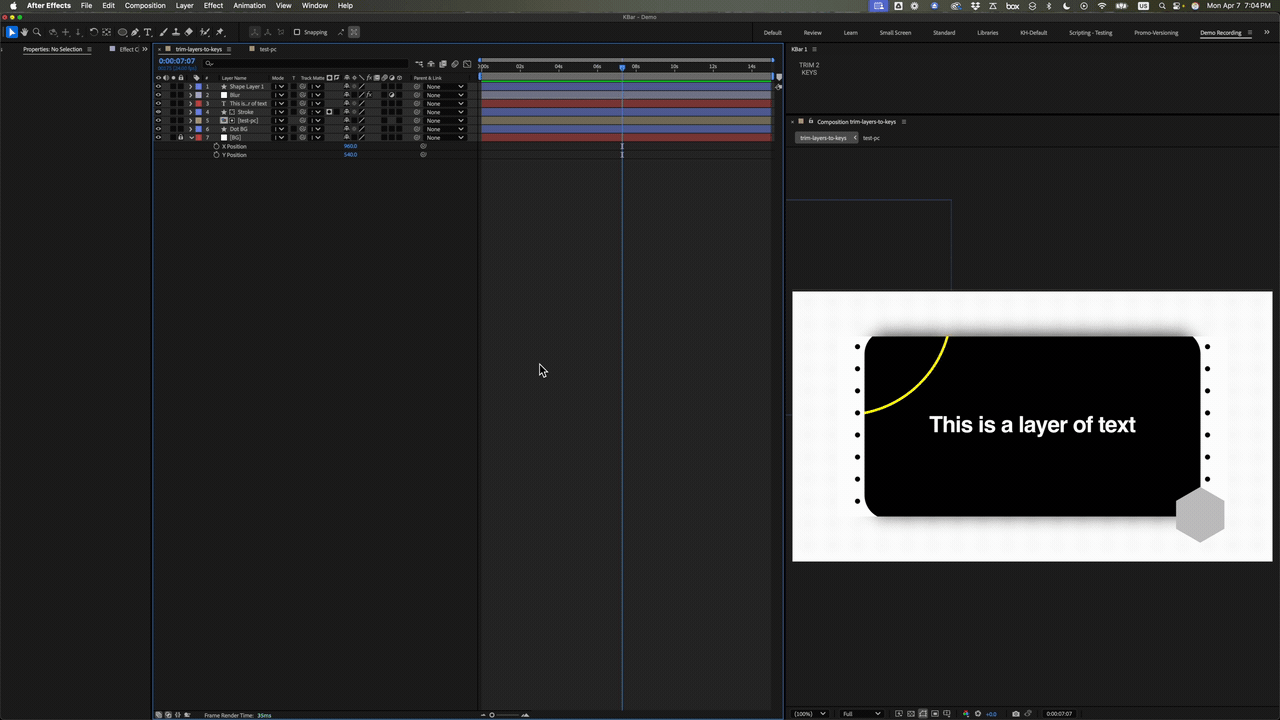 After Effects File Edit Composition Layer Effect Animation View Window Help
box US Mon Apr 7 7:04 PM
KBar - Demo
Snapping
Default Review Learn Small Screen Standard Libraries KH-Default Scripting - Testing Promo-Versioning Demo Recording
Properties: No Selection Effect C
trim-layers-to-keys test-pc
KBar 1
0:00:07:07
TRIM 2
KEYS
:00s 02s 04s 06s 08s 10s 12s 14s
# Layer Name Mode T Track Matte Parent & Link
1 Shape Layer 1 None
2 Blur None
3 This is..r of text None
4 Stroke None
5 [test-pc] None
6 Dot BG None
7 [BG] None
X Position 960.0
Y Position 540.0
Composition trim-layers-to-keys
trim-layers-to-keys test-pc
This is a layer of text
Frame Render Time: 35ms
(100%) Full +0.0 0:00:07:07